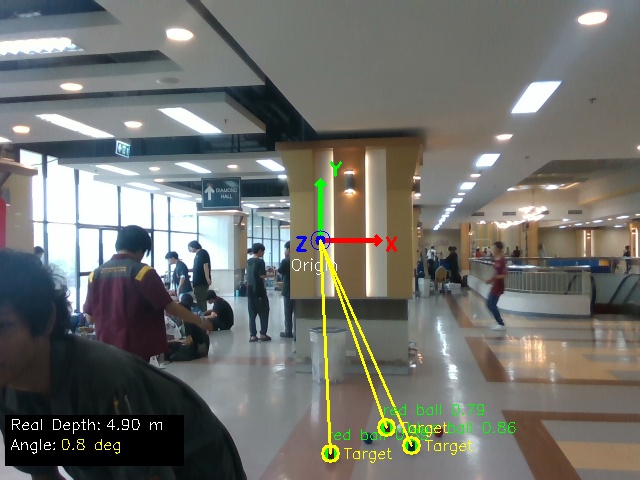 DIAMOND
HALL
Y
Z
X
Origin
red ball 0.79
red ball
ball 0.86
Target
Target
Target
Real Depth: 4.90 m
Angle: 0.8 deg